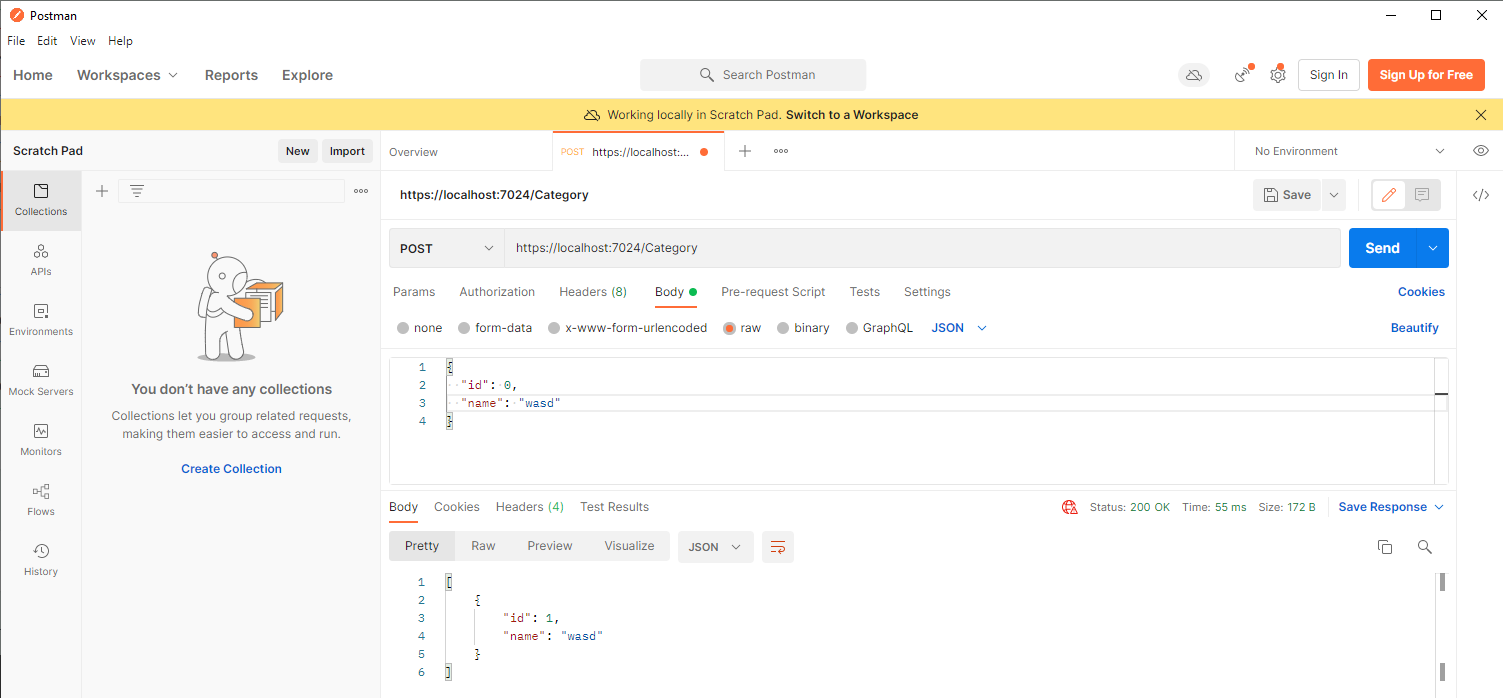 Postman
File Edit View Help
Home Workspaces Reports Explore Search Postman Sign In Sign Up for Free
Working locally in Scratch Pad. Switch to a Workspace
Scratch Pad New Import Overview POST https://localhost:... No Environment
Collections
https://localhost:7024/Category Save
POST https://localhost:7024/Category Send
APIs
Params Authorization Headers (8) Body Pre-request Script Tests Settings Cookies
Environments
none form-data x-www-form-urlencoded raw binary GraphQL JSON Beautify
1 {
2 "id": 0,
3 "name": "wasd"
4 }
Mock Servers
You don't have any collections
Collections let you group related requests,
making them easier to access and run.
Create Collection
Monitors
Flows
History
Body Cookies Headers (4) Test Results Status: 200 OK Time: 55 ms Size: 172 B Save Response
Pretty Raw Preview Visualize JSON
1 [
2 {
3 "id": 1,
4 "name": "wasd"
5 }
6 ]